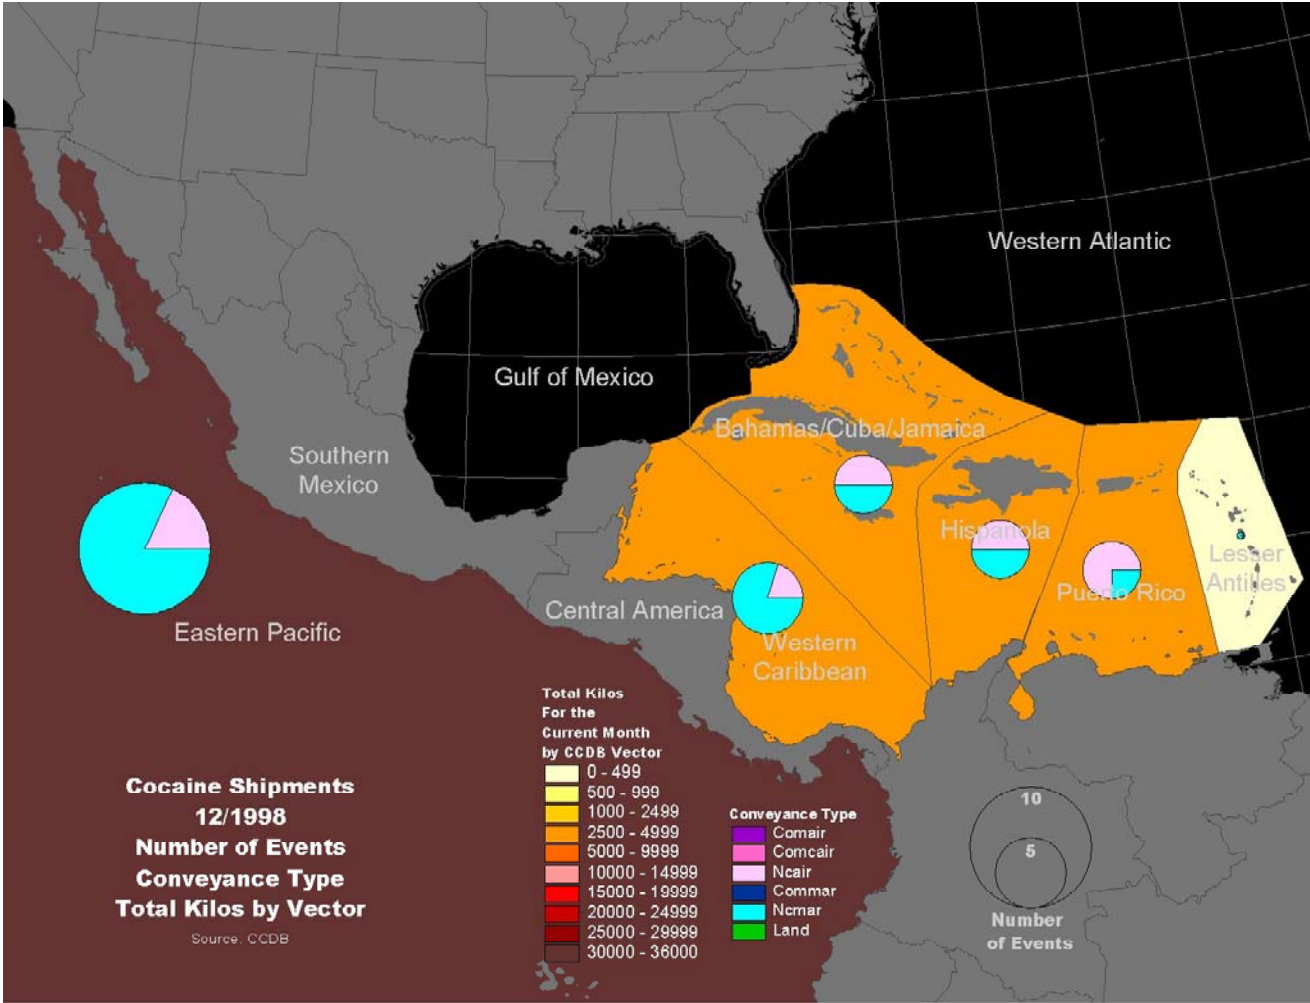 Western Atlantic
Gulf of Mexico
Bahamas/Cuba/Jamaica
Southern
Mexico
Hispanola
Lesser
Antilles
Puerto Rico
Central America
Eastern Pacific
Western
Caribbean
Total Kilos
For the
Current Month
by CCDB Vector
0 - 499
500 - 999
1000 - 2499
2500 - 4999
5000 - 9999
10000 - 14999
15000 - 19999
20000 - 24999
25000 - 29999
30000 - 36000
Cocaine Shipments
12/1998
Number of Events
Conveyance Type
Total Kilos by Vector
Source: CCDB
Conveyance Type
Comair
Comcair
Ncair
Commar
Ncmar
Land
10
5
Number
of Events